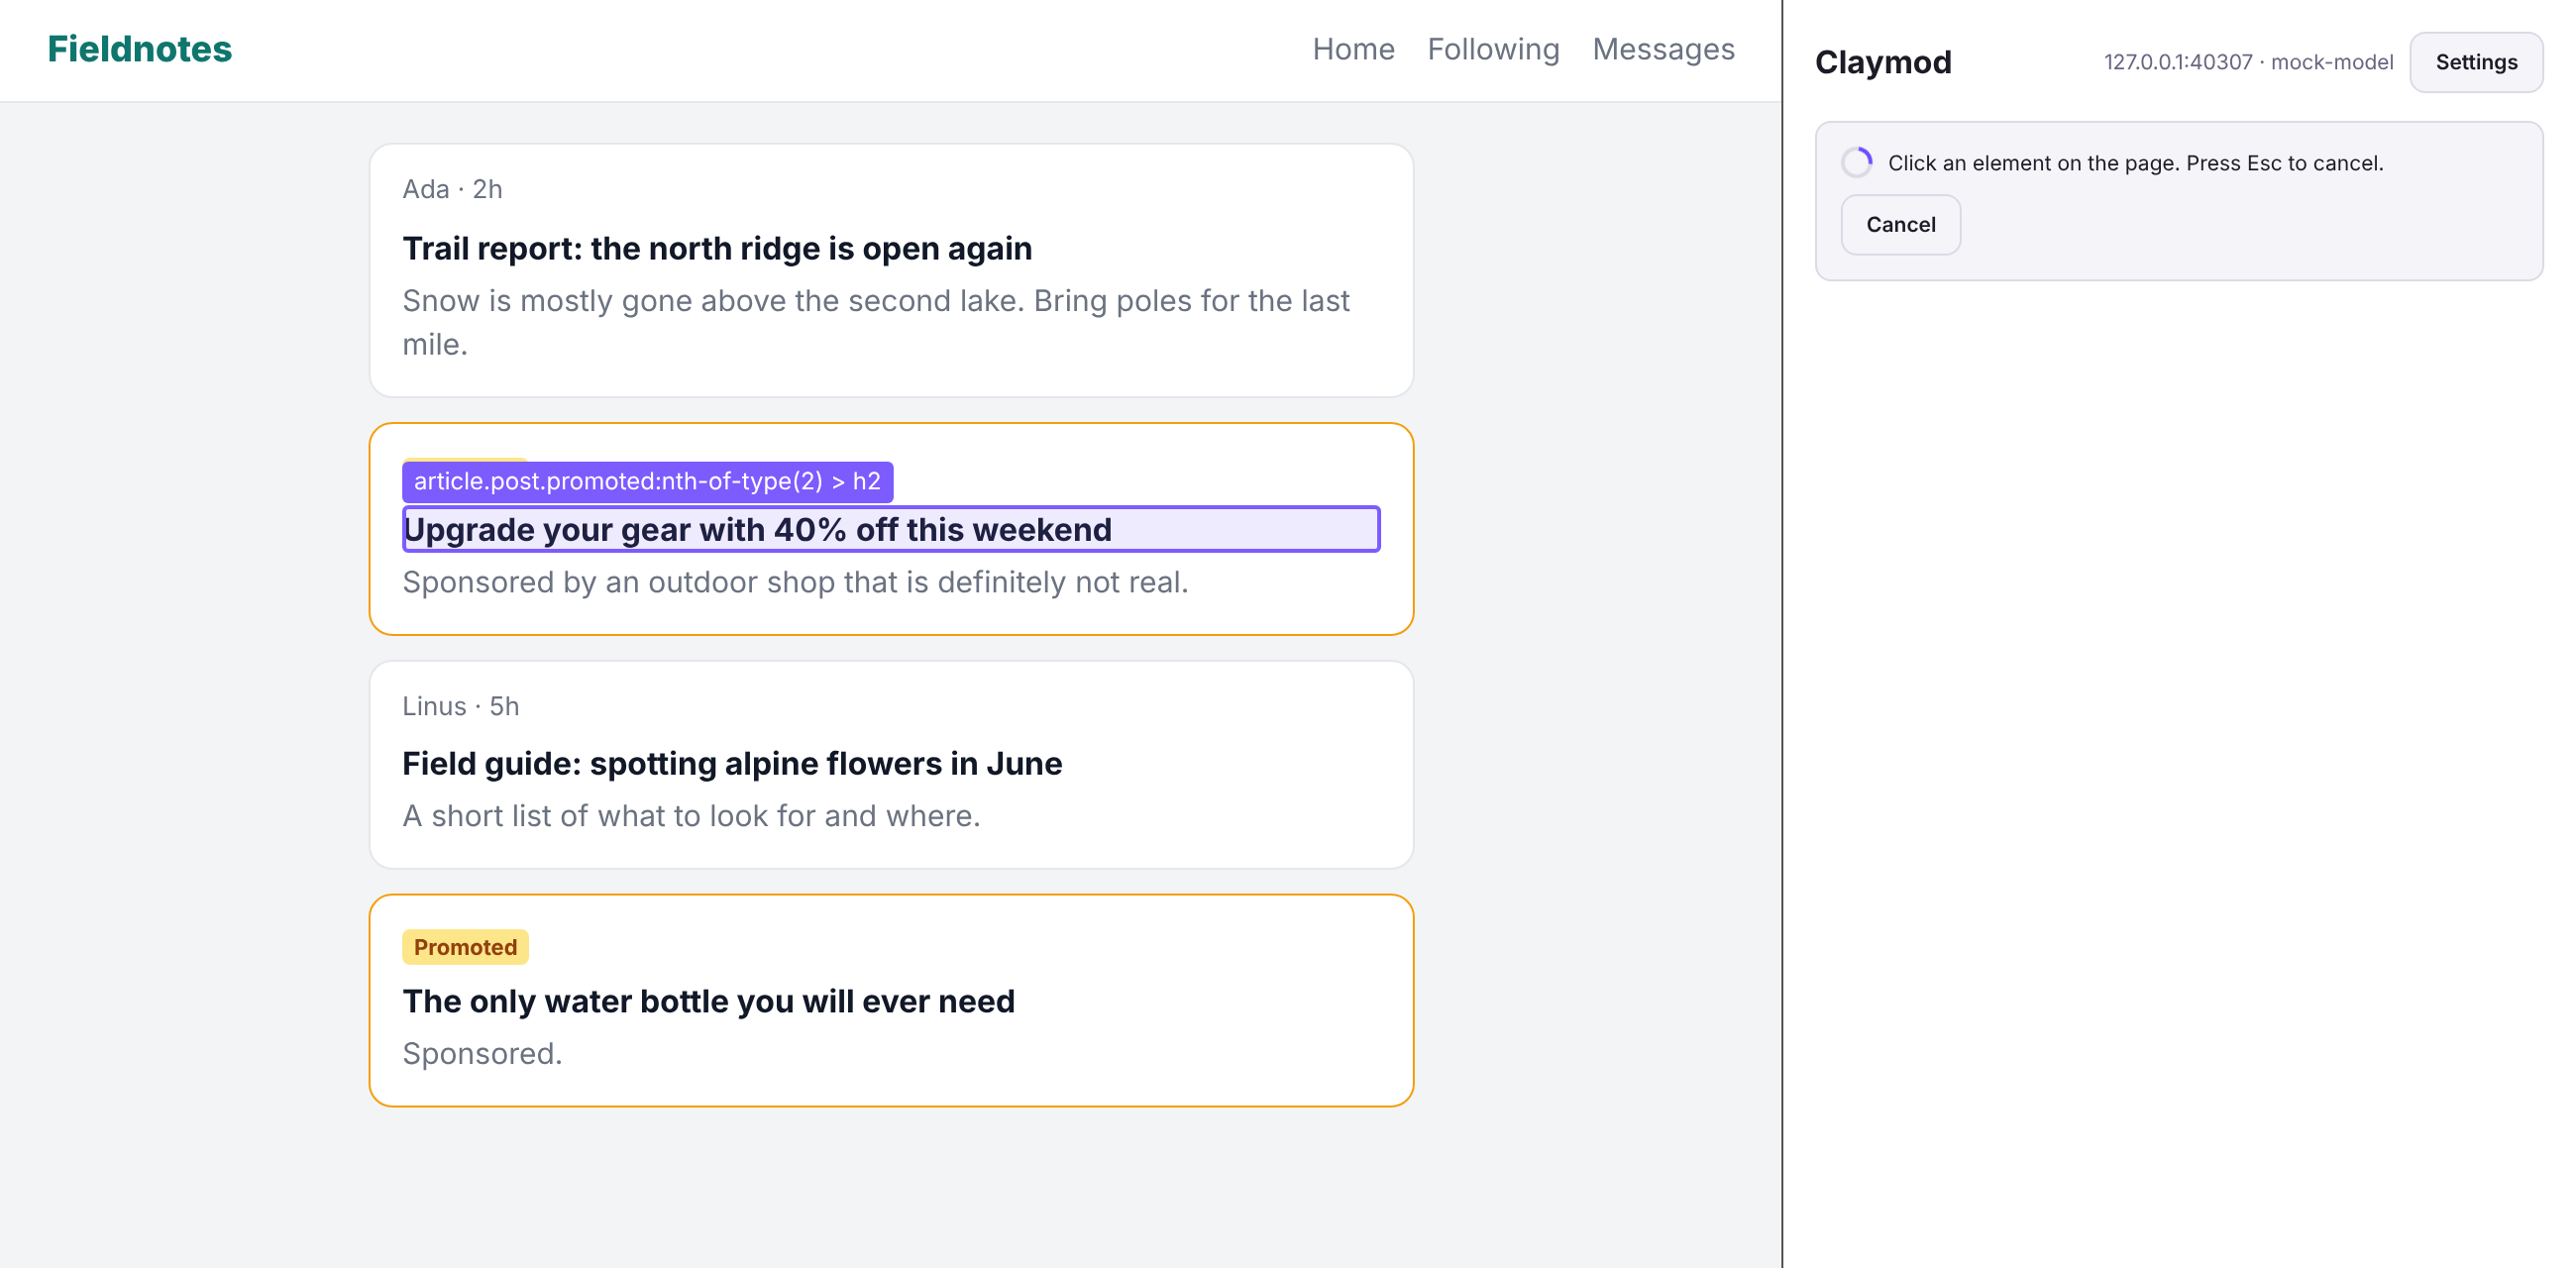 Fieldnotes
Home Following Messages
Ada · 2h
Trail report: the north ridge is open again
Snow is mostly gone above the second lake. Bring poles for the last
mile.
article.post.promoted:nth-of-type(2) > h2
Upgrade your gear with 40% off this weekend
Sponsored by an outdoor shop that is definitely not real.
Linus · 5h
Field guide: spotting alpine flowers in June
A short list of what to look for and where.
Promoted
The only water bottle you will ever need
Sponsored.
Claymod
127.0.0.1:40307 · mock-model
Settings
Click an element on the page. Press Esc to cancel.
Cancel